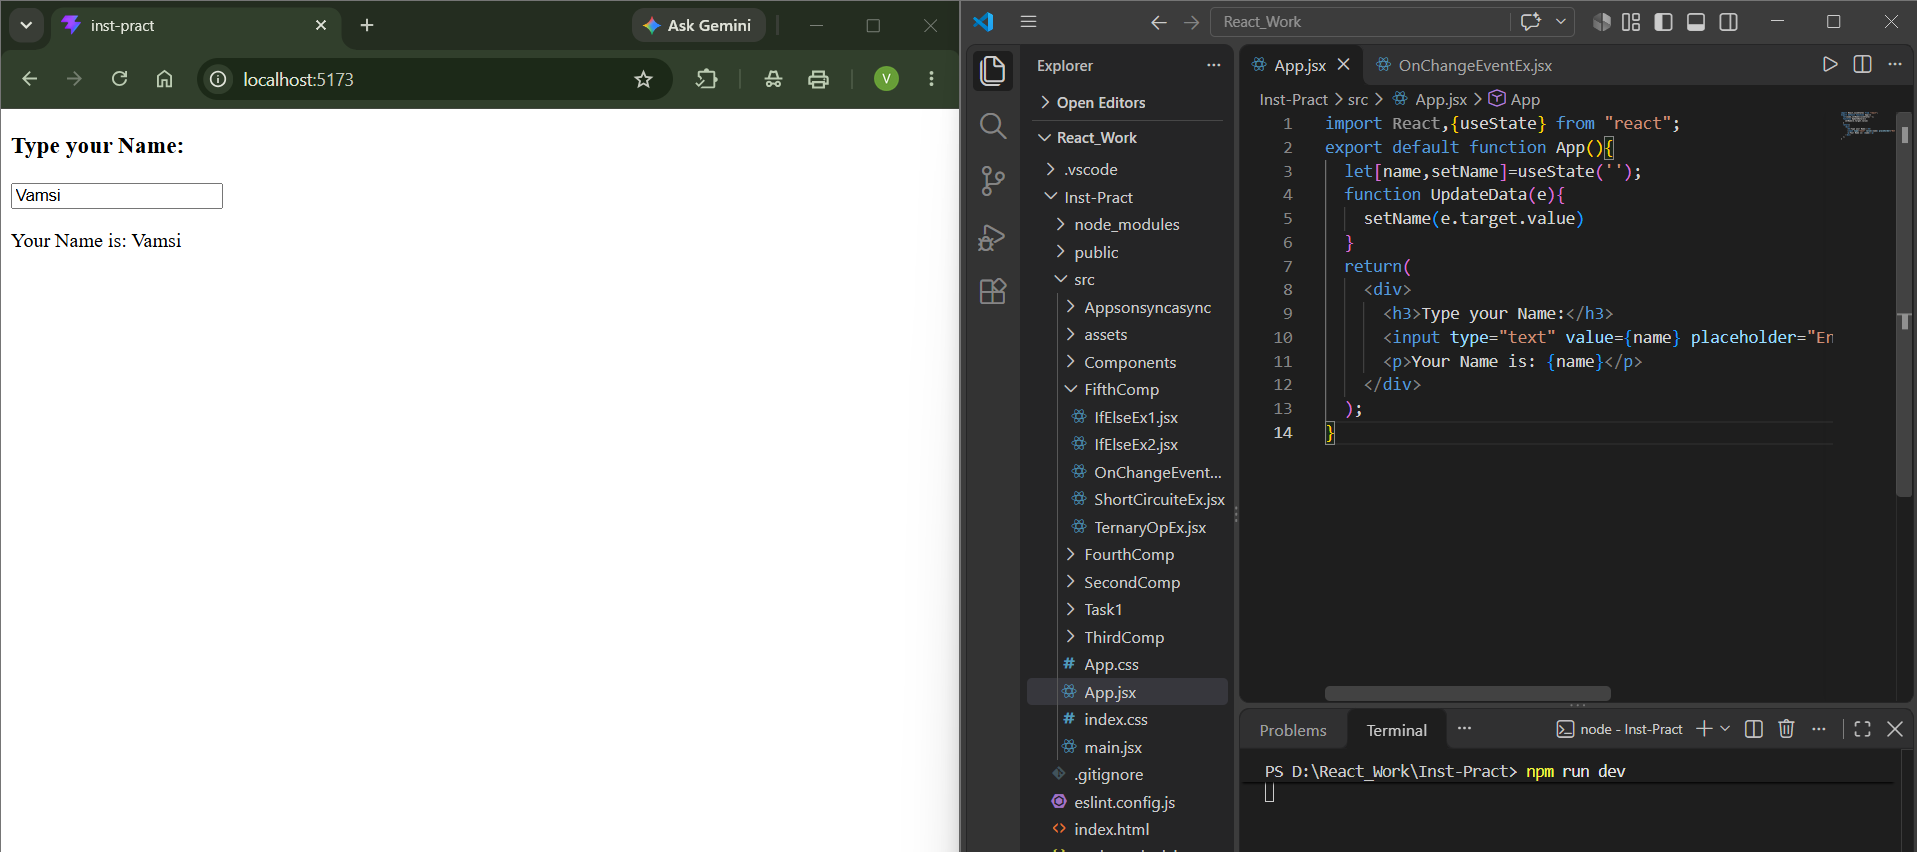 inst-pract
Ask Gemini
localhost:5173
V
Type your Name:
Vamsi
Your Name is: Vamsi
React_Work
Explorer
Open Editors
React_Work
.vscode
Inst-Pract
node_modules
public
src
Appsonsyncasync
assets
Components
FifthComp
IfElseEx1.jsx
IfElseEx2.jsx
OnChangeEvent...
ShortCircuiteEx.jsx
TernaryOpEx.jsx
FourthComp
SecondComp
Task1
ThirdComp
# App.css
App.jsx
# index.css
main.jsx
.gitignore
eslint.config.js
<> index.html
App.jsx
OnChangeEventEx.jsx
Inst-Pract > src > App.jsx > App
1 import React,{useState} from "react";
2 export default function App(){
3 let[name,setName]=useState('');
4 function UpdateData(e){
5 setName(e.target.value)
6 }
7 return(
8 <div>
9 <h3>Type your Name:</h3>
10 <input type="text" value={name} placeholder="En
11 <p>Your Name is: {name}</p>
12 </div>
13 );
14 }
Problems
Terminal
node - Inst-Pract
PS D:\React_Work\Inst-Pract> npm run dev